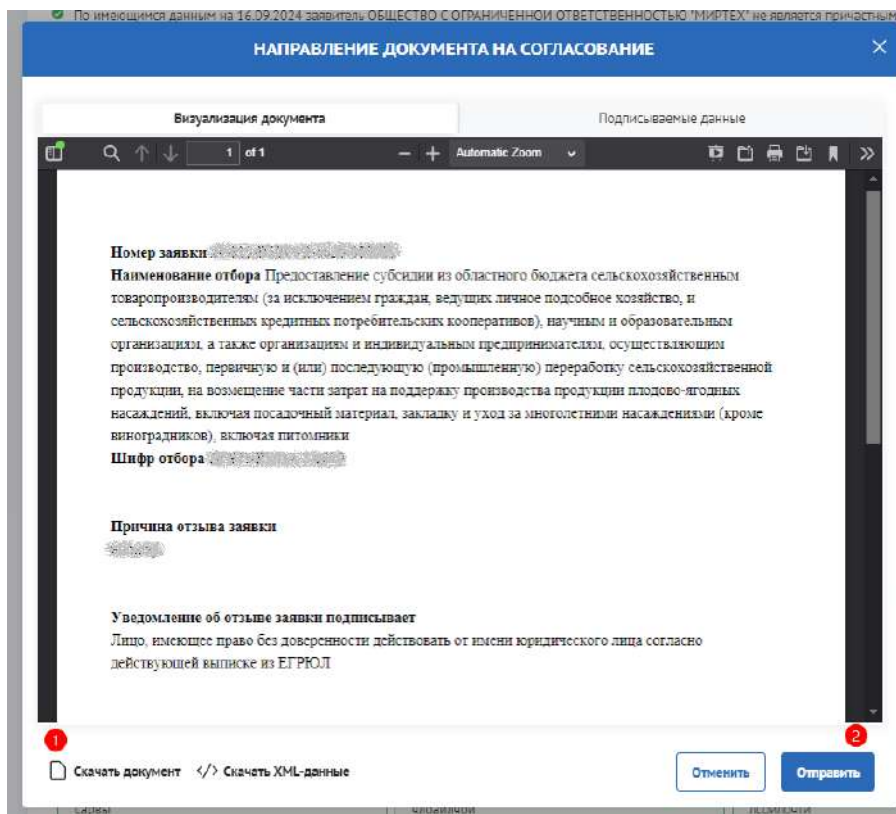 По имеющимся данным на 16.09.2024 заявитель ОБЩЕСТВО С ОГРАНИЧЕННОЙ ОТВЕТСТВЕННОСТЬЮ "МИРТЕХ" не является причастным
НАПРАВЛЕНИЕ ДОКУМЕНТА НА СОГЛАСОВАНИЕ
Визуализация документа Подписываемые данные
1 of 1 Automatic Zoom
Номер заявки
Наименование отбора Предоставление субсидии из областного бюджета сельскохозяйственным
товаропроизводителям (за исключением граждан, ведущих личное подсобное хозяйство, и
сельскохозяйственных кредитных потребительских кооперативов), научным и образовательным
организациям, а также организациям и индивидуальным предпринимателям, осуществляющим
производство, первичную и (или) последующую (промышленную) переработку сельскохозяйственной
продукции, на возмещение части затрат на поддержку производства продукции плодово-ягодных
насаждений, включая посадочный материал, закладку и уход за многолетними насаждениями (кроме
виноградников), включая питомники
Шифр отбора
Причина отзыва заявки
Уведомление об отзыве заявки подписывает
Лицо, имеющее право без доверенности действовать от имени юридического лица согласно
действующей выписке из ЕГРЮЛ
1 2
Скачать документ </> Скачать XML-данные Отменить Отправить